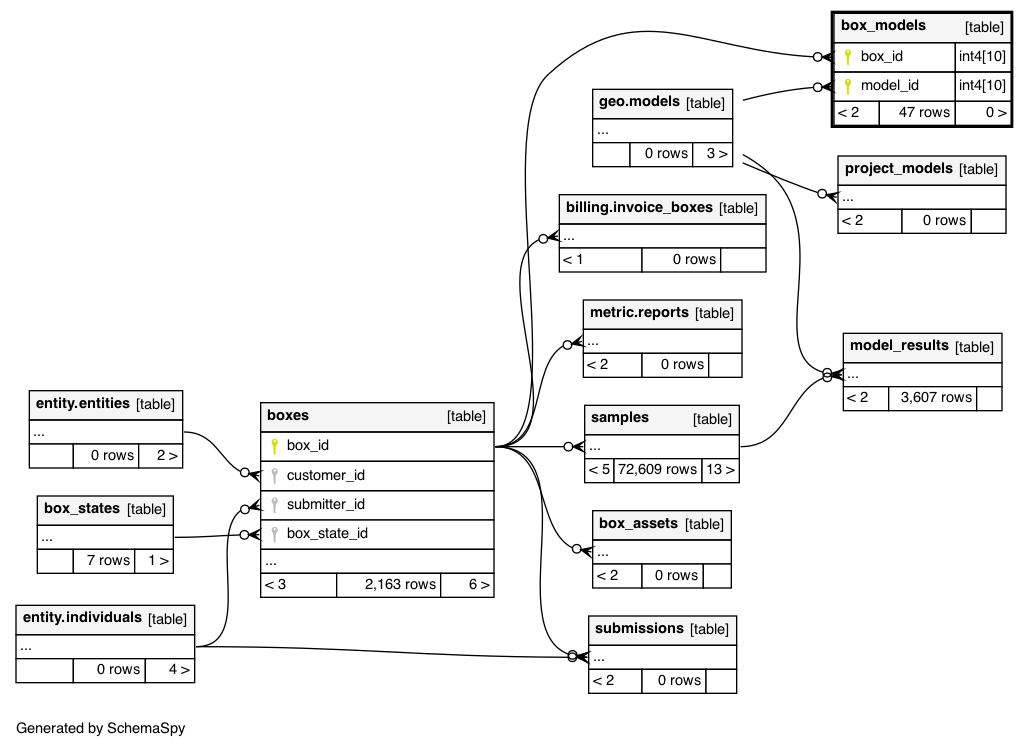 box_models [table]
box_id int4[10]
model_id int4[10]
< 2 47 rows 0 >
geo.models [table]
...
0 rows 3 >
project_models [table]
...
< 2 0 rows
billing.invoice_boxes [table]
...
< 1 0 rows
metric.reports [table]
...
< 2 0 rows
model_results [table]
...
< 2 3,607 rows
entity.entities [table]
...
0 rows 2 >
boxes [table]
box_id
customer_id
submitter_id
box_state_id
...
< 3 2,163 rows 6 >
samples [table]
...
< 5 72,609 rows 13 >
box_states [table]
...
7 rows 1 >
box_assets [table]
...
< 2 0 rows
entity.individuals [table]
...
0 rows 4 >
submissions [table]
...
< 2 0 rows
Generated by SchemaSpy